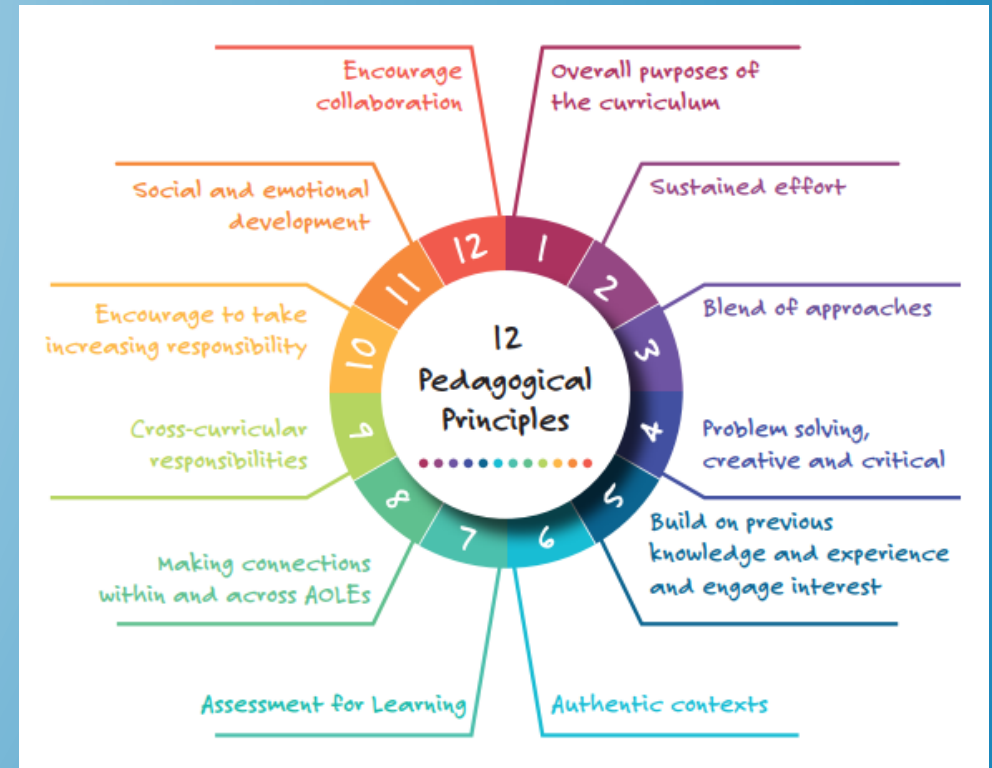 12
Pedagogical
Principles
1
Overall purposes of
the curriculum
2
Sustained effort
3
Blend of approaches
4
Problem solving,
creative and critical
5
Build on previous
knowledge and experience
and engage interest
6
Authentic contexts
7
Assessment for Learning
8
Making connections
within and across AOLEs
9
Cross-curricular
responsibilities
10
Encourage to take
increasing responsibility
11
Social and emotional
development
12
Encourage
collaboration